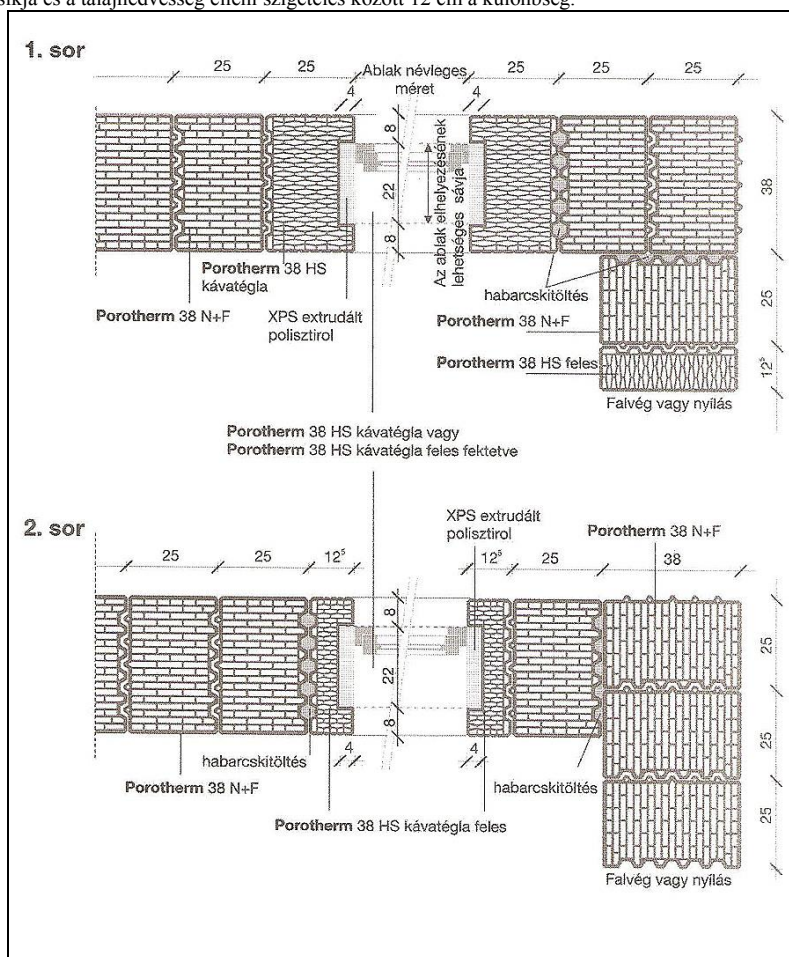 síkja és a talajnedvesség elleni szigetelés között 12 cm a különbség.
1. sor
25
25
Ablak névleges
méret
25
25
25
4
4
8
22
8
Az ablak elhelyezésének
lehetséges sávja
38
Porotherm 38 HS
kávatégla
habarcskitöltés
Porotherm 38 N+F
XPS extrudált
polisztirol
Porotherm 38 N+F
25
Porotherm 38 HS feles
12⁵
Falvég vagy nyílás
Porotherm 38 HS kávatégla vagy
Porotherm 38 HS kávatégla feles fektetve
2. sor
XPS extrudált
polisztirol
Porotherm 38 N+F
25
25
12⁵
12⁵
25
38
8
22
8
25
25
25
4
4
habarcskitöltés
Porotherm 38 N+F
habarcskitöltés
Porotherm 38 HS kávatégla feles
Falvég vagy nyílás